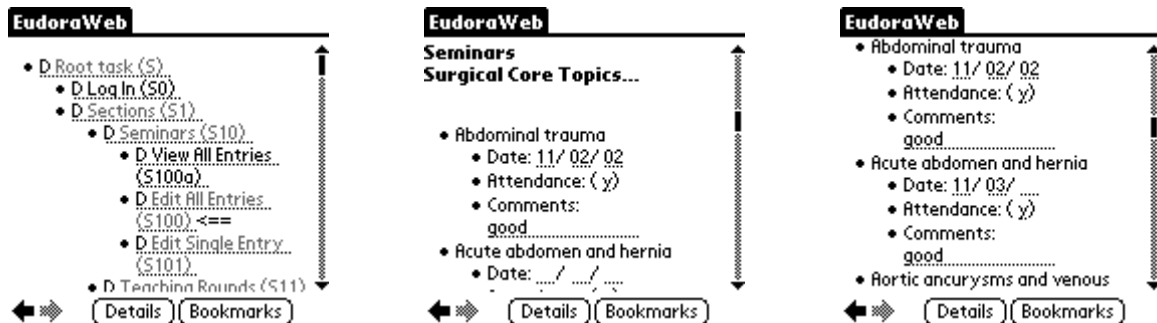 EudoraWeb
• D Root task (S)
• D Log In (S0)
• D Sections (S1)
• D Seminars (S10)
• D View All Entries
(S100a)
• D Edit All Entries
(S100) <==
• D Edit Single Entry
(S101)
• D Teaching Rounds (S11)
Details
Bookmarks
EudoraWeb
Seminars
Surgical Core Topics...
• Abdominal trauma
• Date: 11/ 02/ 02
• Attendance: ( y)
• Comments:
good
• Acute abdomen and hernia
• Date: __/ __/ __
Details
Bookmarks
EudoraWeb
• Abdominal trauma
• Date: 11/ 02/ 02
• Attendance: ( y)
• Comments:
good
• Acute abdomen and hernia
• Date: 11/ 03/ __
• Attendance: ( y)
• Comments:
good
• Aortic ancurysms and venous
Details
Bookmarks